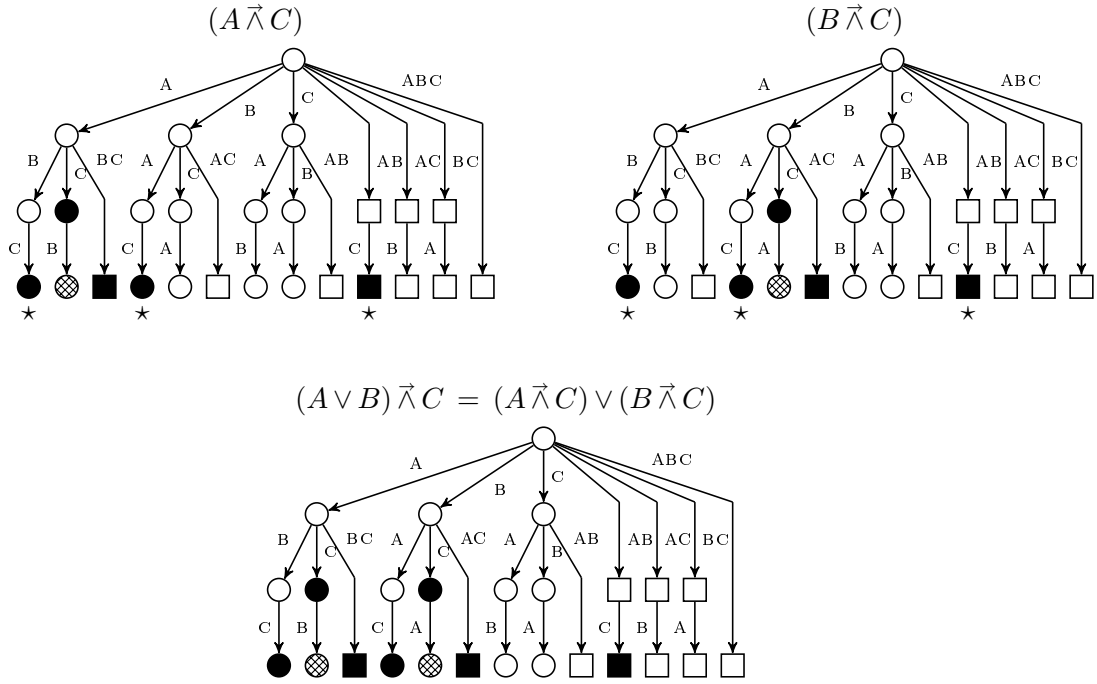 (A ∧⃗ C) (B ∧⃗ C)
A B C ABC A B C ABC
B C BC A C AC A B AB AB AC BC B C BC A C AC A B AB AB AC BC
C B C A B A C B A C B C A B A C B A
⋆ ⋆ ⋆ ⋆ ⋆ ⋆
(A ∨ B) ∧⃗ C = (A ∧⃗ C) ∨ (B ∧⃗ C)
A B C ABC
B C BC A C AC A B AB AB AC BC
C B C A B A C B A